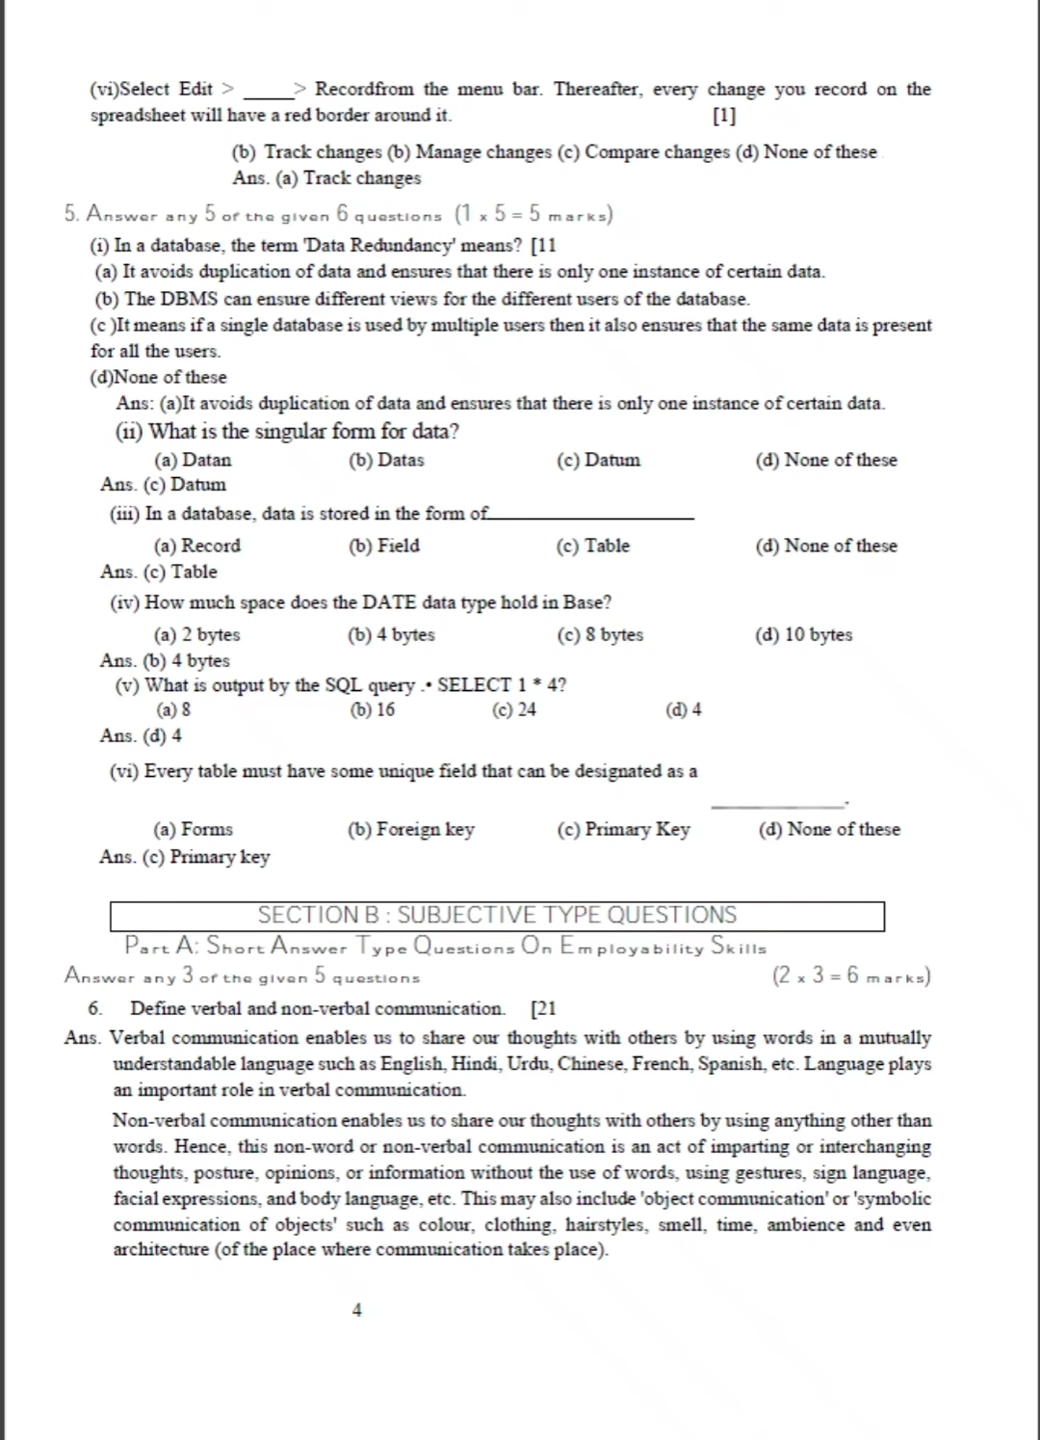 (vi)Select Edit > _____> Recordfrom the menu bar. Thereafter, every change you record on the
spreadsheet will have a red border around it. [1]
(b) Track changes (b) Manage changes (c) Compare changes (d) None of these
Ans. (a) Track changes
5. Answer any 5 of the given 6 questions (1 x 5 = 5 marks)
(i) In a database, the term 'Data Redundancy' means? [11
(a) It avoids duplication of data and ensures that there is only one instance of certain data.
(b) The DBMS can ensure different views for the different users of the database.
(c )It means if a single database is used by multiple users then it also ensures that the same data is present
for all the users.
(d)None of these
Ans: (a)It avoids duplication of data and ensures that there is only one instance of certain data.
(ii) What is the singular form for data?
(a) Datan (b) Datas (c) Datum (d) None of these
Ans. (c) Datum
(iii) In a database, data is stored in the form of____________________
(a) Record (b) Field (c) Table (d) None of these
Ans. (c) Table
(iv) How much space does the DATE data type hold in Base?
(a) 2 bytes (b) 4 bytes (c) 8 bytes (d) 10 bytes
Ans. (b) 4 bytes
(v) What is output by the SQL query .• SELECT 1 * 4?
(a) 8 (b) 16 (c) 24 (d) 4
Ans. (d) 4
(vi) Every table must have some unique field that can be designated as a
_____________.
(a) Forms (b) Foreign key (c) Primary Key (d) None of these
Ans. (c) Primary key
SECTION B : SUBJECTIVE TYPE QUESTIONS
Part A: Short Answer Type Questions On Employability Skills
Answer any 3 of the given 5 questions (2 x 3 = 6 marks)
6. Define verbal and non-verbal communication. [21
Ans. Verbal communication enables us to share our thoughts with others by using words in a mutually
understandable language such as English, Hindi, Urdu, Chinese, French, Spanish, etc. Language plays
an important role in verbal communication.
Non-verbal communication enables us to share our thoughts with others by using anything other than
words. Hence, this non-word or non-verbal communication is an act of imparting or interchanging
thoughts, posture, opinions, or information without the use of words, using gestures, sign language,
facial expressions, and body language, etc. This may also include 'object communication' or 'symbolic
communication of objects' such as colour, clothing, hairstyles, smell, time, ambience and even
architecture (of the place where communication takes place).
4